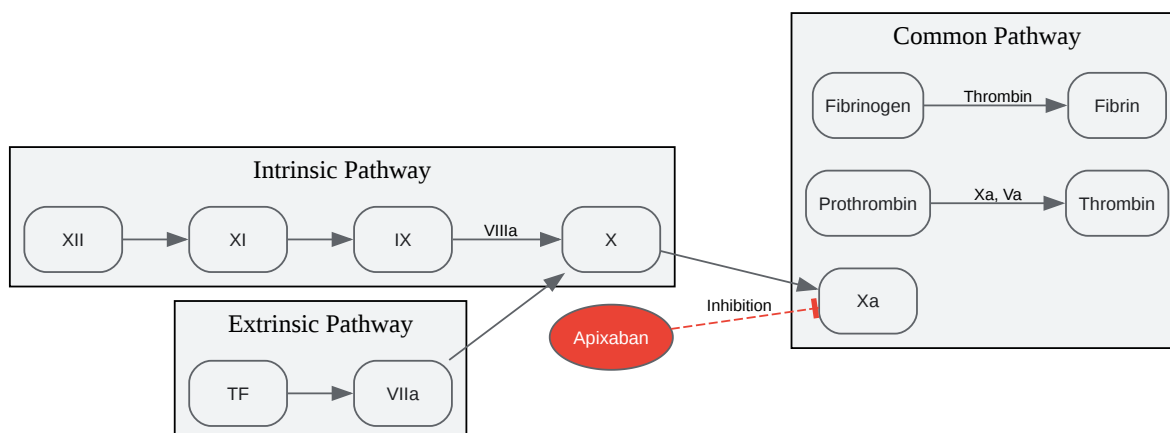 Common Pathway
Fibrinogen
Thrombin
Fibrin
Prothrombin
Xa, Va
Thrombin
Xa
Intrinsic Pathway
XII
XI
IX
VIIIa
X
Inhibition
Apixaban
Extrinsic Pathway
TF
VIIa